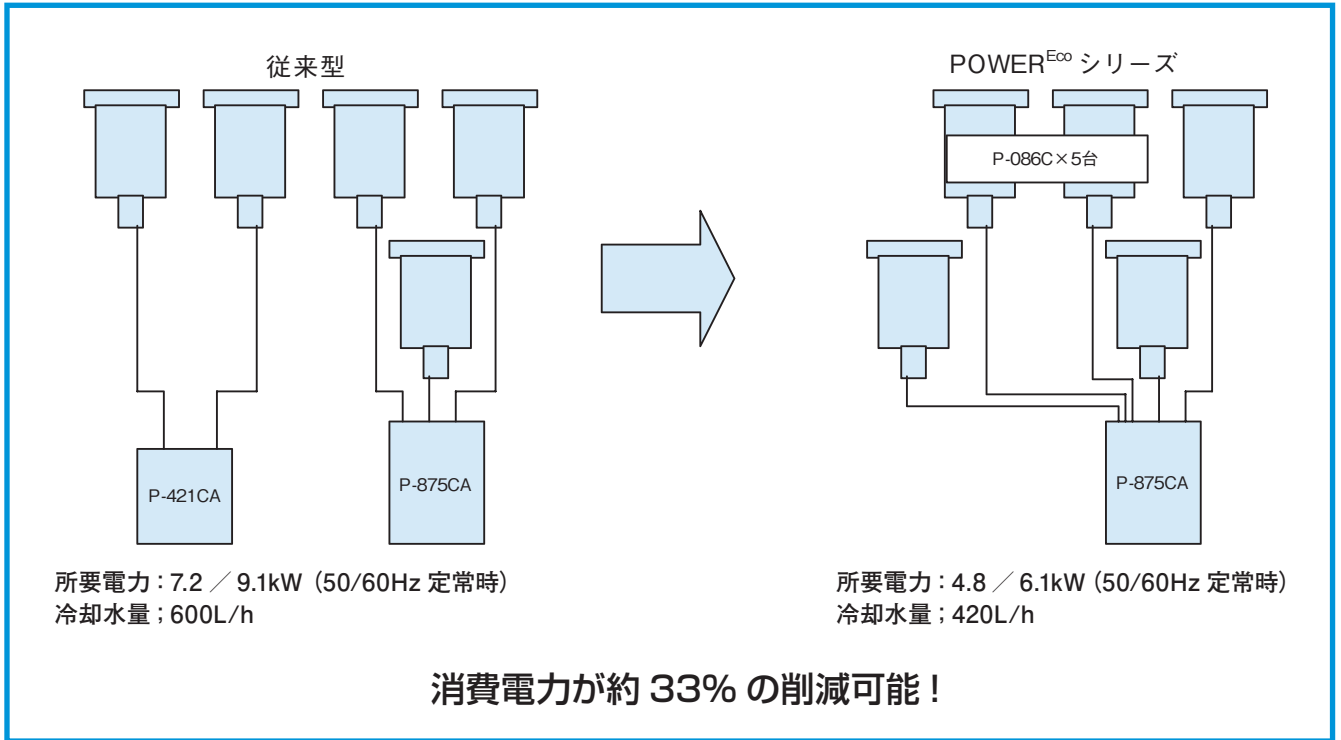 従来型
POWER^Eco シリーズ
P-086C×5台
P-421CA
P-875CA
P-875CA
所要電力：7.2 ／ 9.1kW（50/60Hz 定常時）
冷却水量；600L/h
所要電力：4.8 ／ 6.1kW（50/60Hz 定常時）
冷却水量；420L/h
消費電力が約 33% の削減可能！